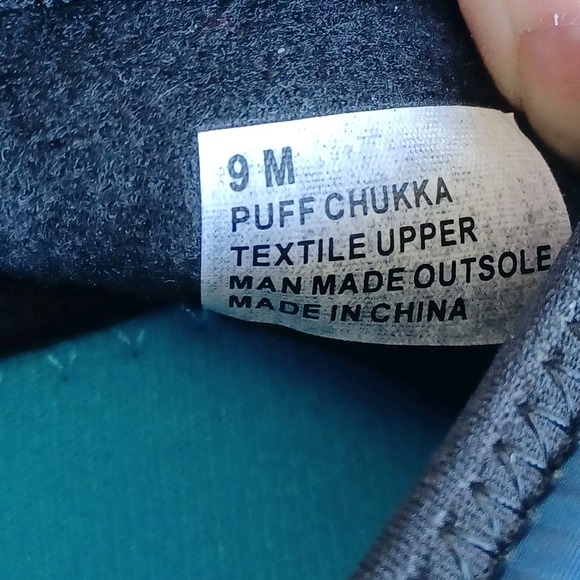 9 M
PUFF CHUKKA
TEXTILE UPPER
MAN MADE OUTSOLE
MADE IN CHINA